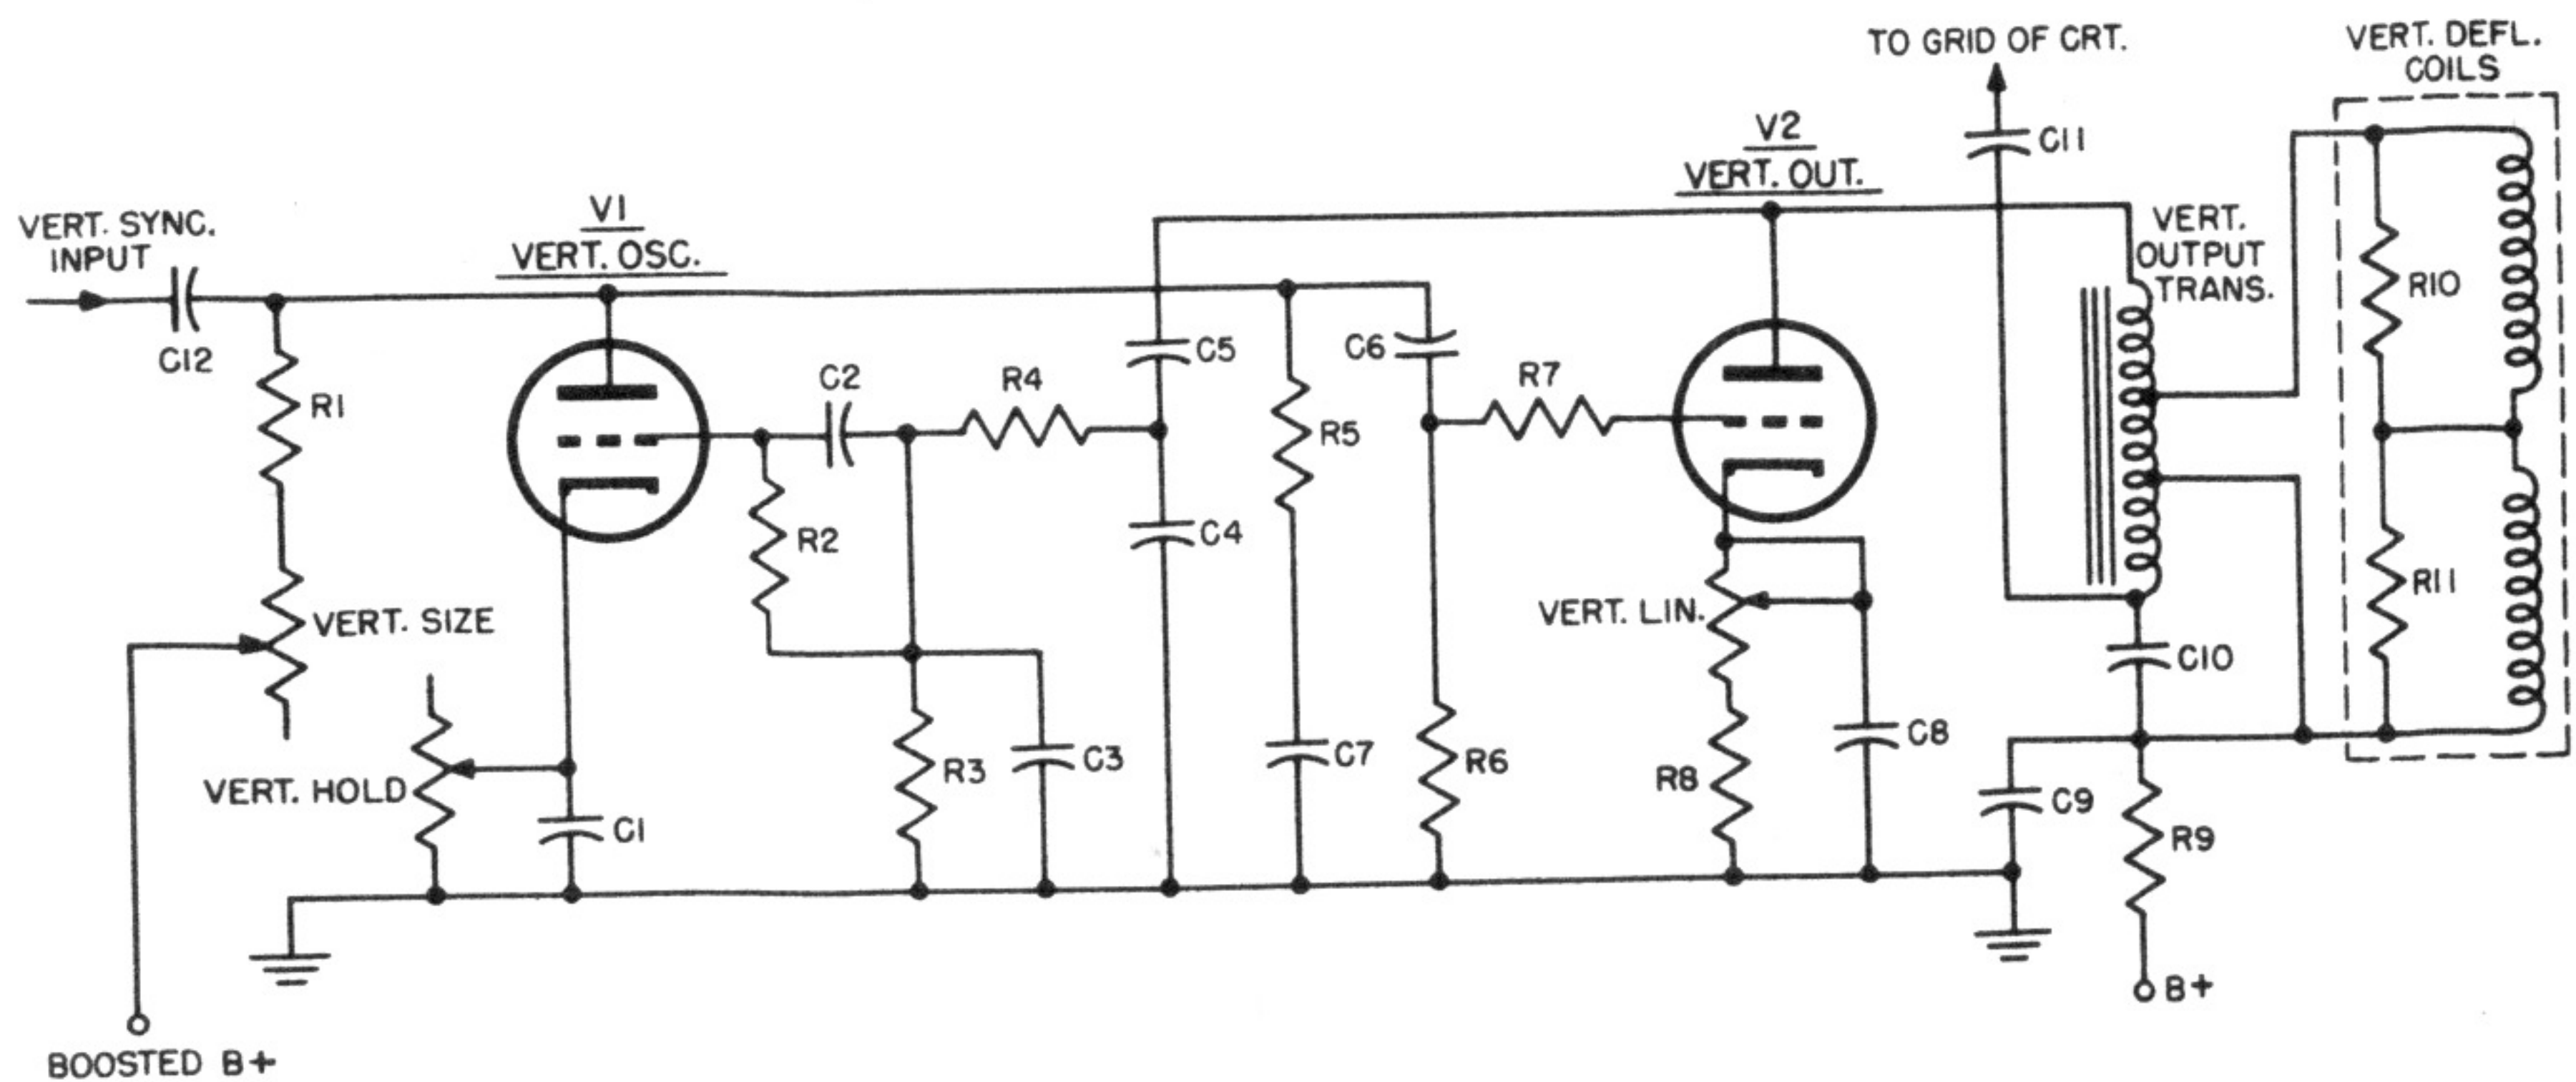 TO GRID OF CRT.
VERT. DEFL.
COILS
V2
VERT. OUT.
C11
VERT. SYNC.
INPUT
V1
VERT. OSC.
VERT.
OUTPUT
TRANS.
R10
C12
R1
C2
R4
C5
C6
R7
R5
R2
C4
VERT. SIZE
VERT. LIN.
R11
C10
VERT. HOLD
C1
R3
C3
C7
R6
R8
C8
C9
R9
B+
BOOSTED B+